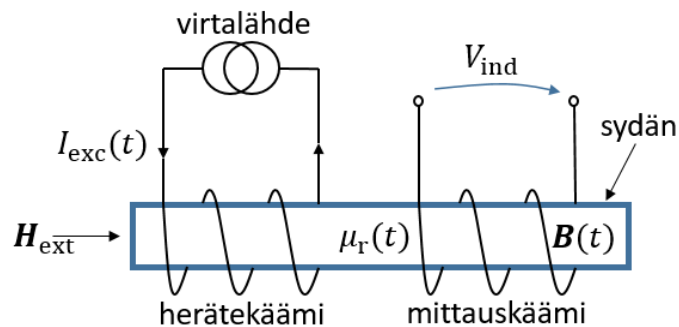 virtalähde
V_ind
I_exc(t)
sydän
H_ext
μ_r(t)
B(t)
herätekäämi
mittauskäämi